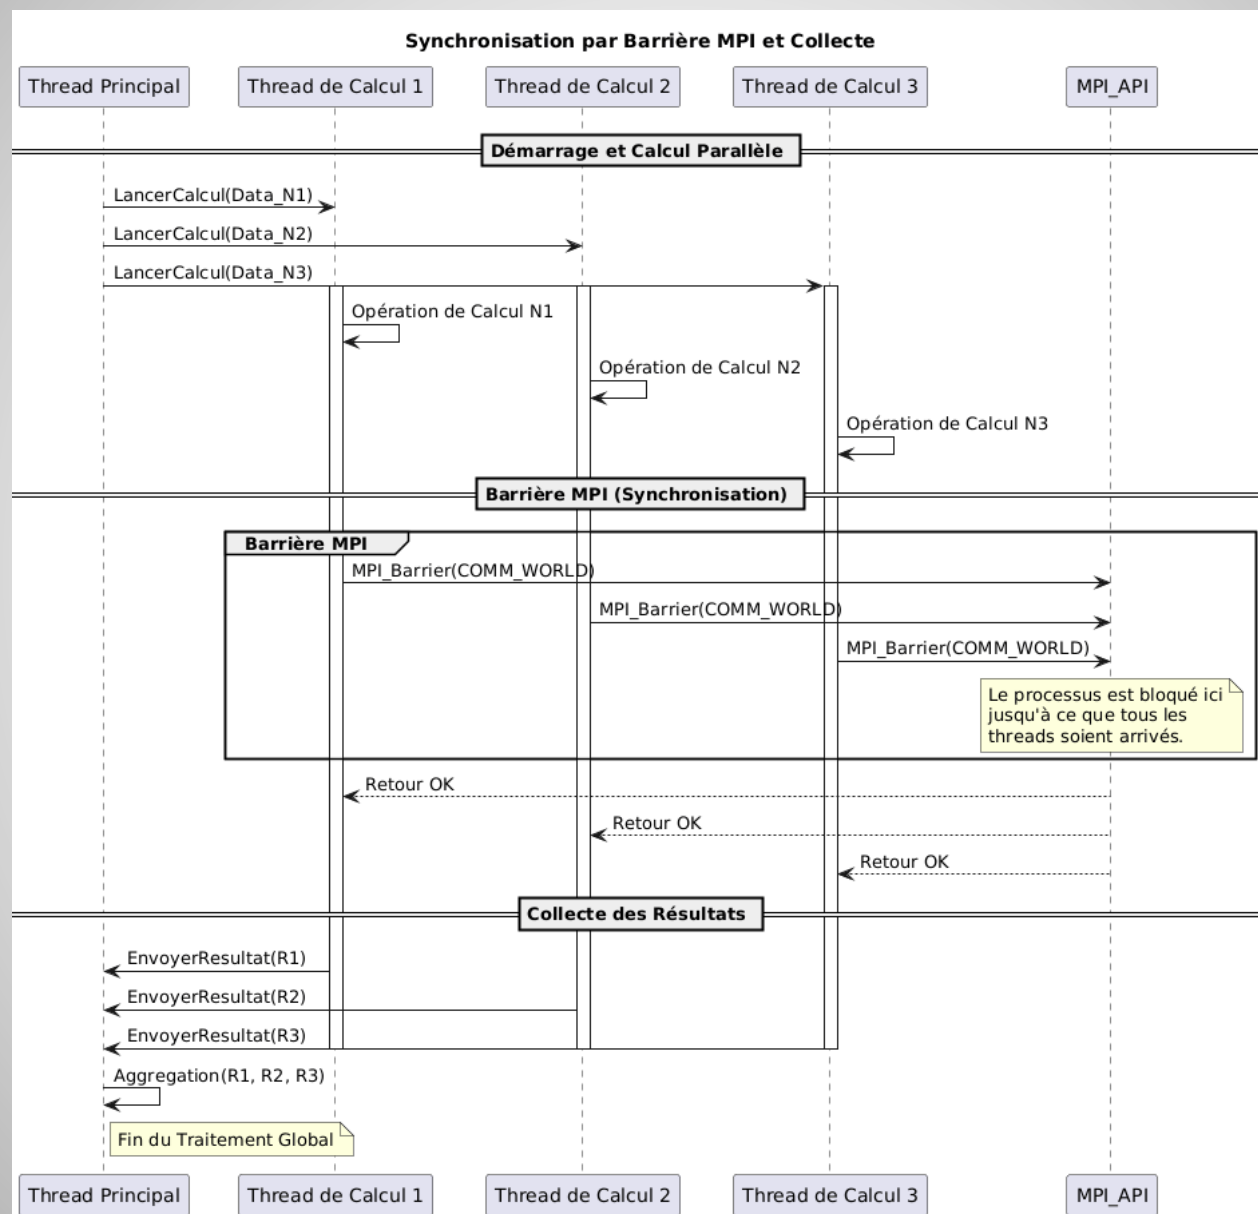 Synchronisation par Barrière MPI et Collecte
Thread Principal
Thread de Calcul 1
Thread de Calcul 2
Thread de Calcul 3
MPI_API
Démarrage et Calcul Parallèle
LancerCalcul(Data_N1)
LancerCalcul(Data_N2)
LancerCalcul(Data_N3)
Opération de Calcul N1
Opération de Calcul N2
Opération de Calcul N3
Barrière MPI (Synchronisation)
Barrière MPI
MPI_Barrier(COMM_WORLD)
MPI_Barrier(COMM_WORLD)
MPI_Barrier(COMM_WORLD)
Le processus est bloqué ici
jusqu'à ce que tous les
threads soient arrivés.
Retour OK
Retour OK
Retour OK
Collecte des Résultats
EnvoyerResultat(R1)
EnvoyerResultat(R2)
EnvoyerResultat(R3)
Aggregation(R1, R2, R3)
Fin du Traitement Global
Thread Principal
Thread de Calcul 1
Thread de Calcul 2
Thread de Calcul 3
MPI_API